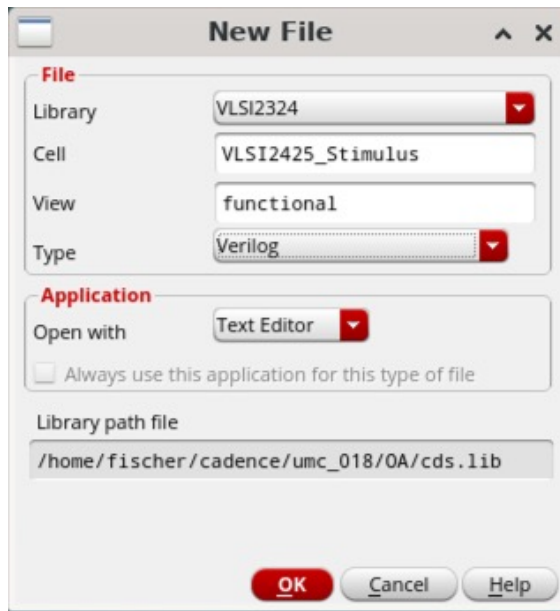 New File
File
Library VLSI2324
Cell VLSI2425_Stimulus
View functional
Type Verilog
Application
Open with Text Editor
Always use this application for this type of file
Library path file
/home/fischer/cadence/umc_018/OA/cds.lib
OK Cancel Help